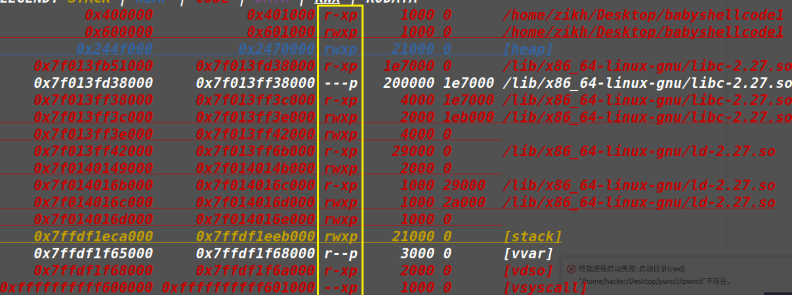 LEGEND: STACK | HEAP | CODE | DATA | RWX | RODATA
0x400000 0x401000 r-xp 1000 0 /home/zikh/Desktop/babyshellcode1
0x600000 0x601000 rwxp 1000 0 /home/zikh/Desktop/babyshellcode1
0x244f000 0x2470000 rwxp 21000 0 [heap]
0x7f013fb51000 0x7f013fd38000 r-xp 1e7000 0 /lib/x86_64-linux-gnu/libc-2.27.so
0x7f013fd38000 0x7f013ff38000 ---p 200000 1e7000 /lib/x86_64-linux-gnu/libc-2.27.so
0x7f013ff38000 0x7f013ff3c000 r-xp 4000 1e7000 /lib/x86_64-linux-gnu/libc-2.27.so
0x7f013ff3c000 0x7f013ff3e000 rwxp 2000 1eb000 /lib/x86_64-linux-gnu/libc-2.27.so
0x7f013ff3e000 0x7f013ff42000 rwxp 4000 0
0x7f013ff42000 0x7f013ff6b000 r-xp 29000 0 /lib/x86_64-linux-gnu/ld-2.27.so
0x7f0140149000 0x7f014014b000 rwxp 2000 0
0x7f014016b000 0x7f014016c000 r-xp 1000 29000 /lib/x86_64-linux-gnu/ld-2.27.so
0x7f014016c000 0x7f014016d000 rwxp 1000 2a000 /lib/x86_64-linux-gnu/ld-2.27.so
0x7f014016d000 0x7f014016e000 rwxp 1000 0
0x7ffdf1eca000 0x7ffdf1eeb000 rwxp 21000 0 [stack]
0x7ffdf1f65000 0x7ffdf1f68000 r--p 3000 0 [vvar]
0x7ffdf1f68000 0x7ffdf1f6a000 r-xp 2000 0 [vdso]
0xffffffffff600000 0xffffffffff601000 --xp 1000 0 [vsyscall]
终端进程启动失败: 启动目录(cwd)
"/home/hacker/Desktop/pwncli/pwncli"不存在。